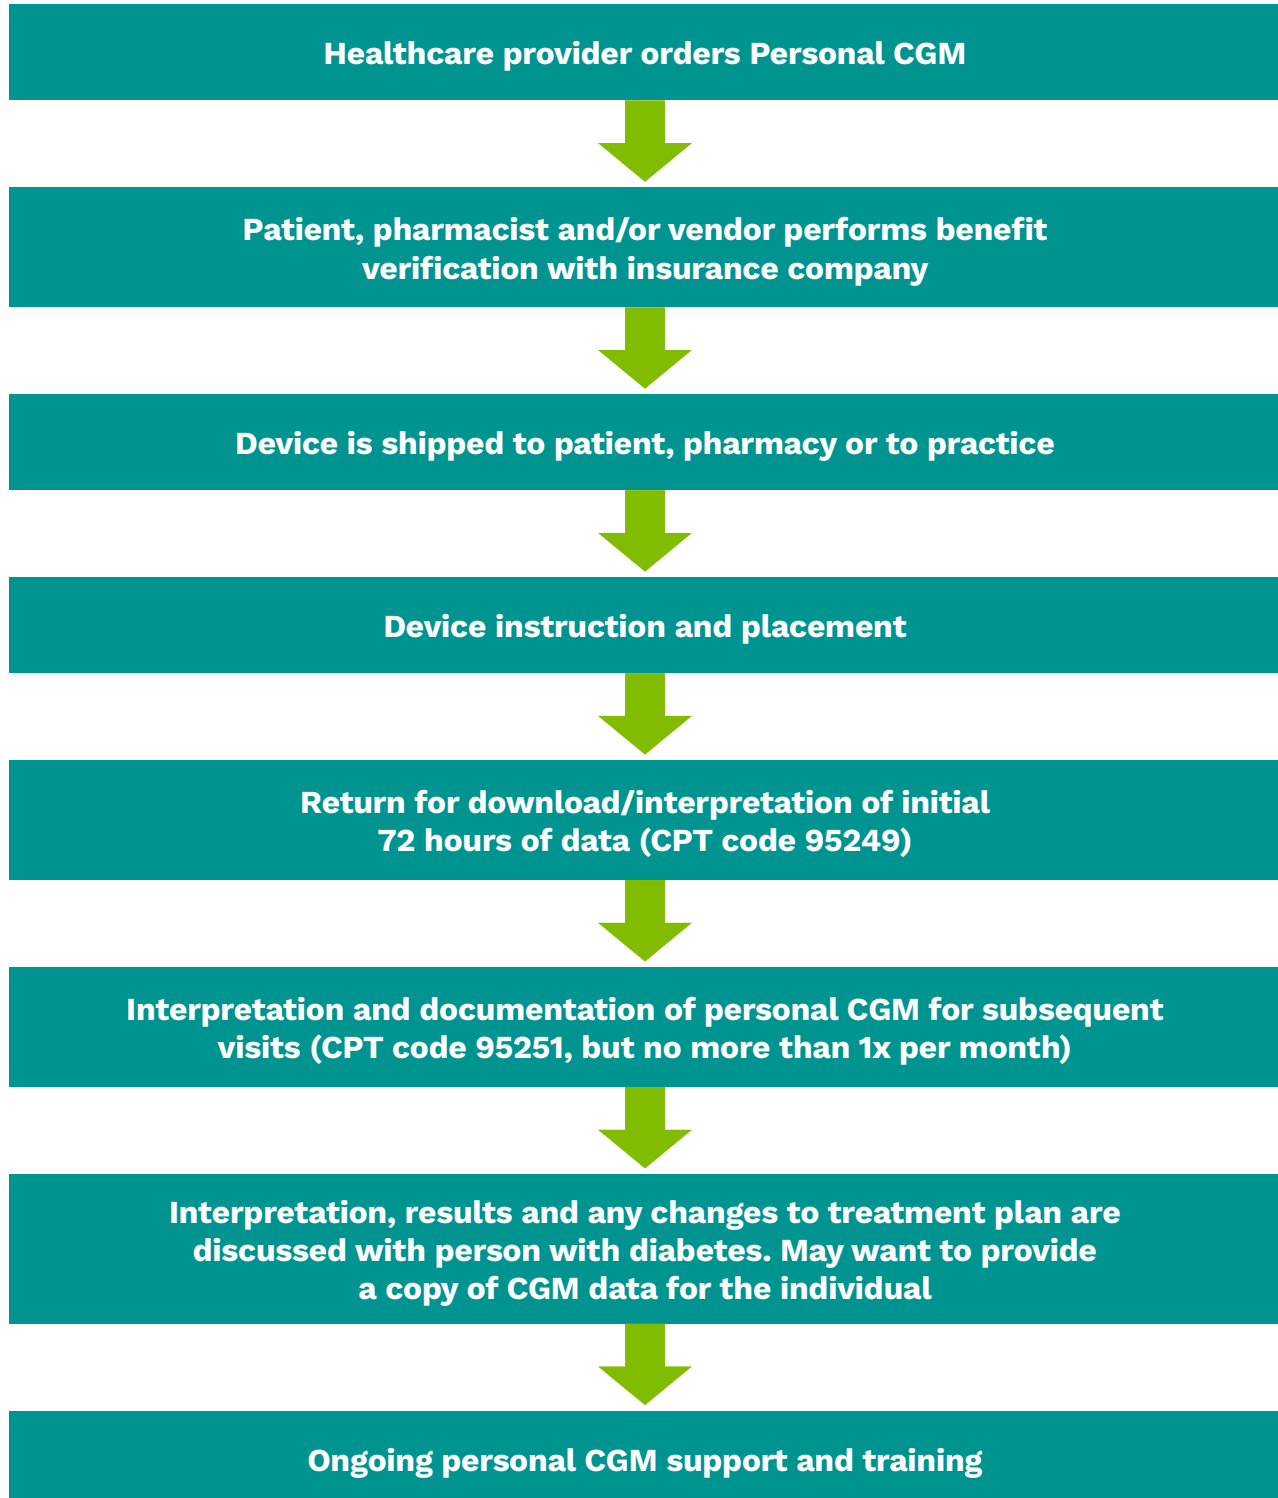 Healthcare provider orders Personal CGM
Patient, pharmacist and/or vendor performs benefit
verification with insurance company
Device is shipped to patient, pharmacy or to practice
Device instruction and placement
Return for download/interpretation of initial
72 hours of data (CPT code 95249)
Interpretation and documentation of personal CGM for subsequent
visits (CPT code 95251, but no more than 1x per month)
Interpretation, results and any changes to treatment plan are
discussed with person with diabetes. May want to provide
a copy of CGM data for the individual
Ongoing personal CGM support and training